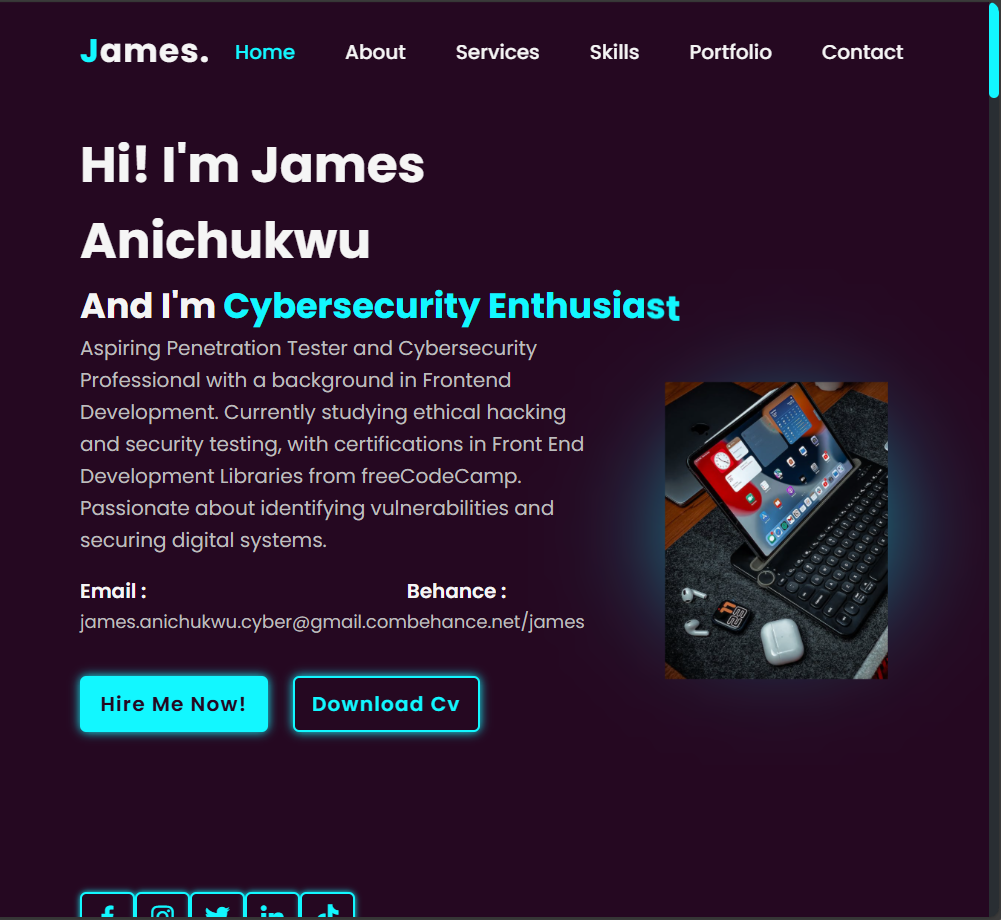 James. Home About Services Skills Portfolio Contact
Hi! I'm James
Anichukwu
And I'm Cybersecurity Enthusiast
Aspiring Penetration Tester and Cybersecurity
Professional with a background in Frontend
Development. Currently studying ethical hacking
and security testing, with certifications in Front End
Development Libraries from freeCodeCamp.
Passionate about identifying vulnerabilities and
securing digital systems.
Email : Behance :
james.anichukwu.cyber@gmail.combehance.net/james
Hire Me Now! Download Cv